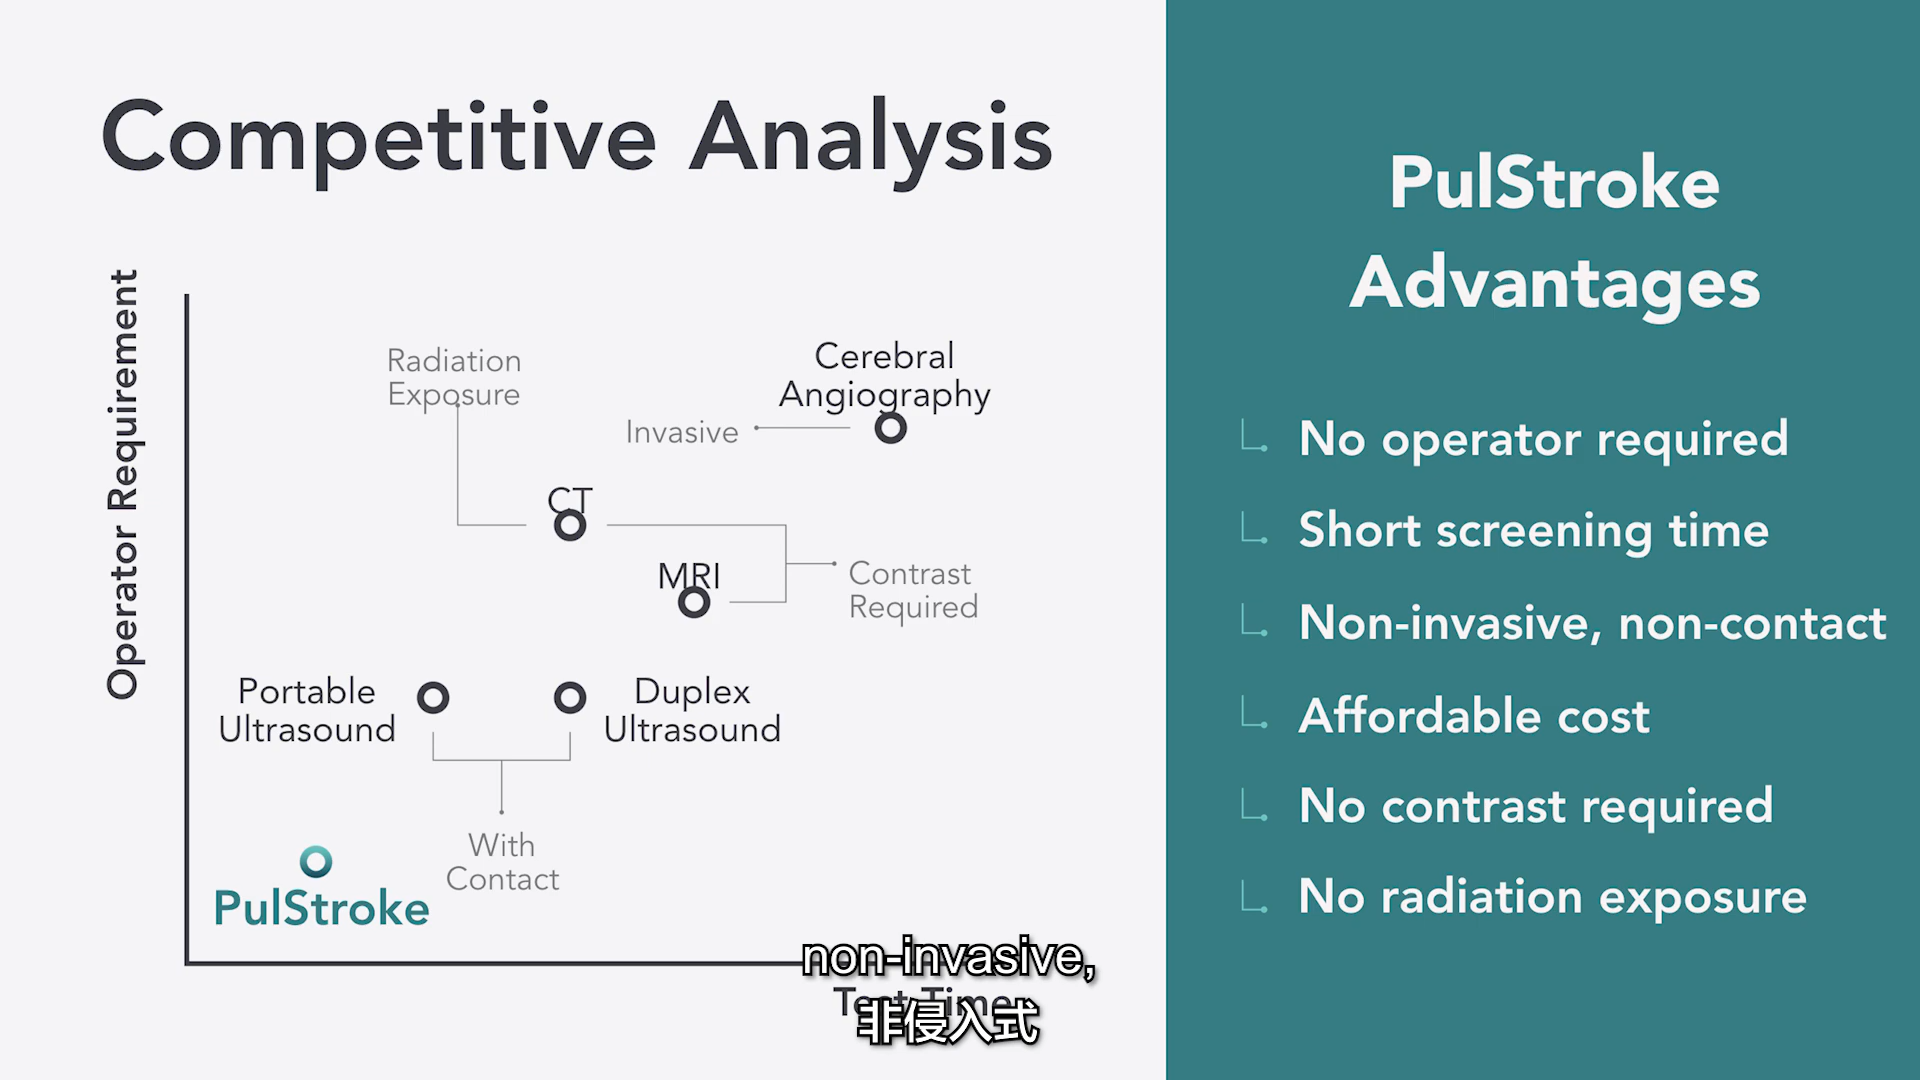 Competitive Analysis
Operator Requirement
Radiation
Exposure
Cerebral
Angiography
Invasive
CT
MRI
Contrast
Required
Portable
Ultrasound
Duplex
Ultrasound
With
Contact
PulStroke
Test Time
non-invasive,
非侵入式
PulStroke
Advantages
No operator required
Short screening time
Non-invasive, non-contact
Affordable cost
No contrast required
No radiation exposure